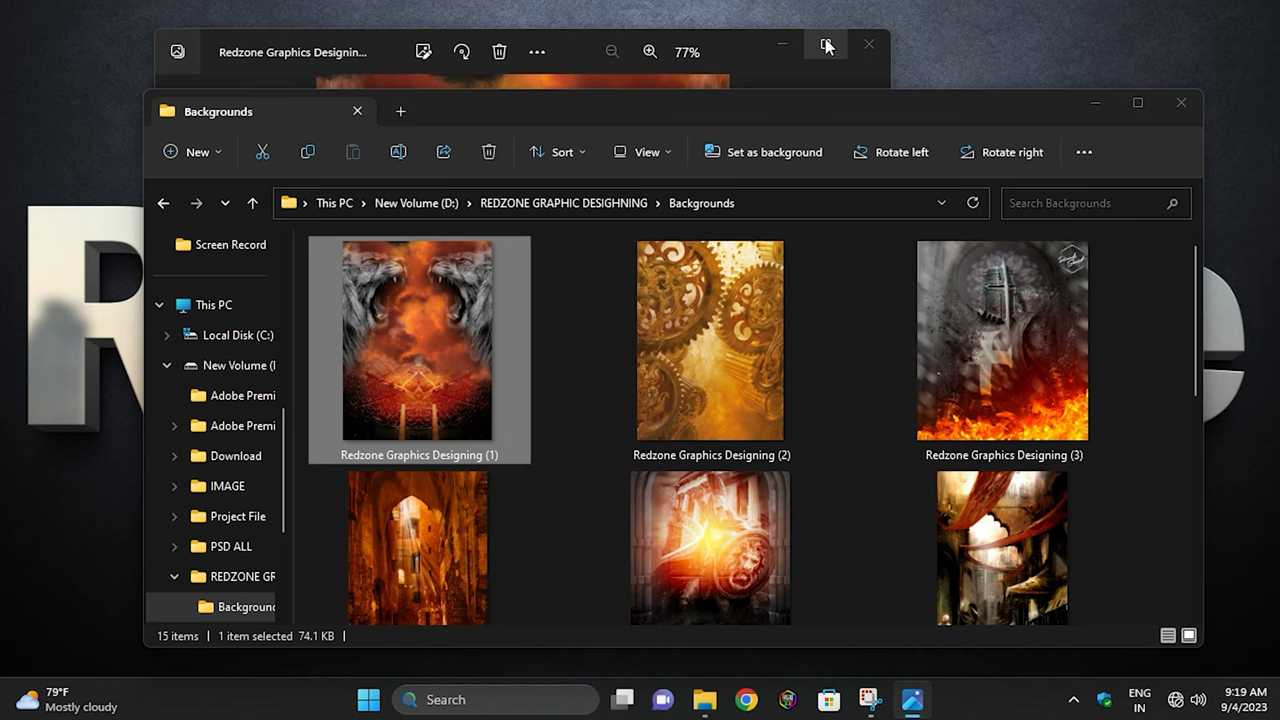 Redzone Graphics Designin...
77%
Backgrounds
New
Sort
View
Set as background
Rotate left
Rotate right
This PC
New Volume (D:)
REDZONE GRAPHIC DESIGHNING
Backgrounds
Search Backgrounds
Screen Record
This PC
Local Disk (C:)
New Volume (
Adobe Premi
Adobe Premi
Download
IMAGE
Project File
PSD ALL
REDZONE GR
Background
Redzone Graphics Designing (1)
Redzone Graphics Designing (2)
Redzone Graphics Designing (3)
15 items
1 item selected 74.1 KB
R
e
79°F
Mostly cloudy
Search
ENG
IN
9:19 AM
9/4/2023